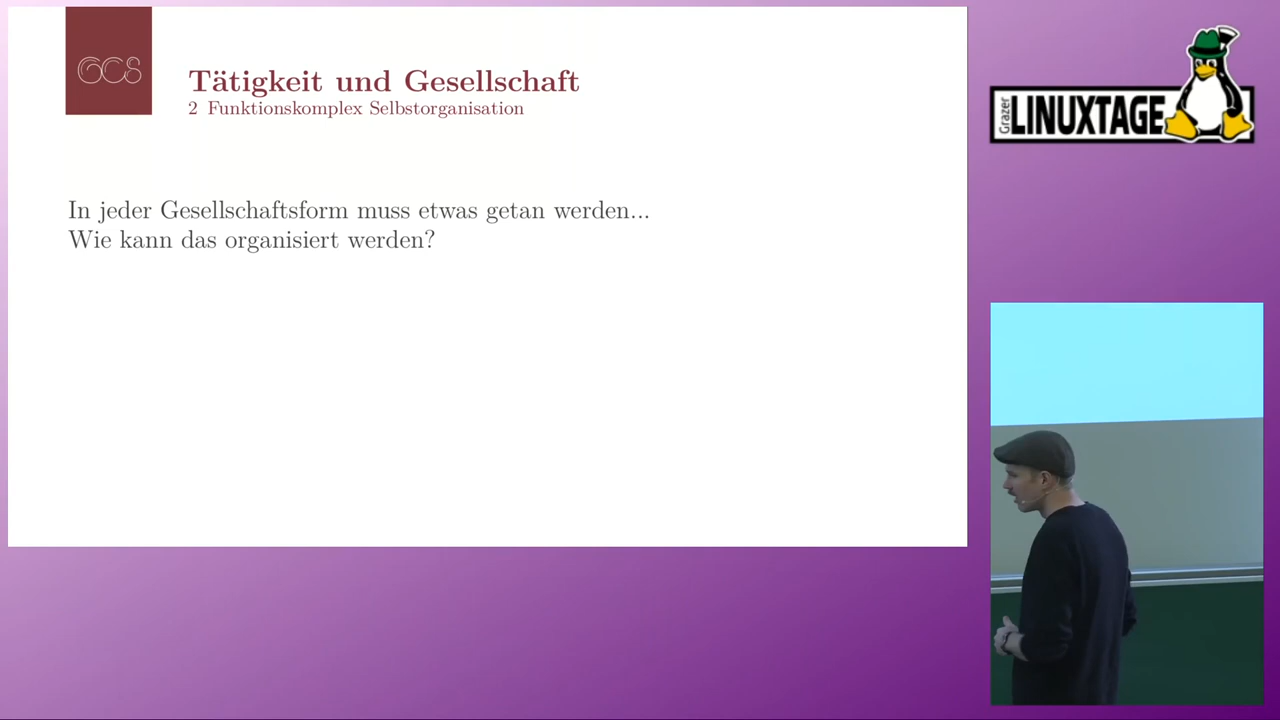 GCS
Tätigkeit und Gesellschaft
2 Funktionskomplex Selbstorganisation
In jeder Gesellschaftsform muss etwas getan werden...
Wie kann das organisiert werden?
Grazer
LINUXTAGE